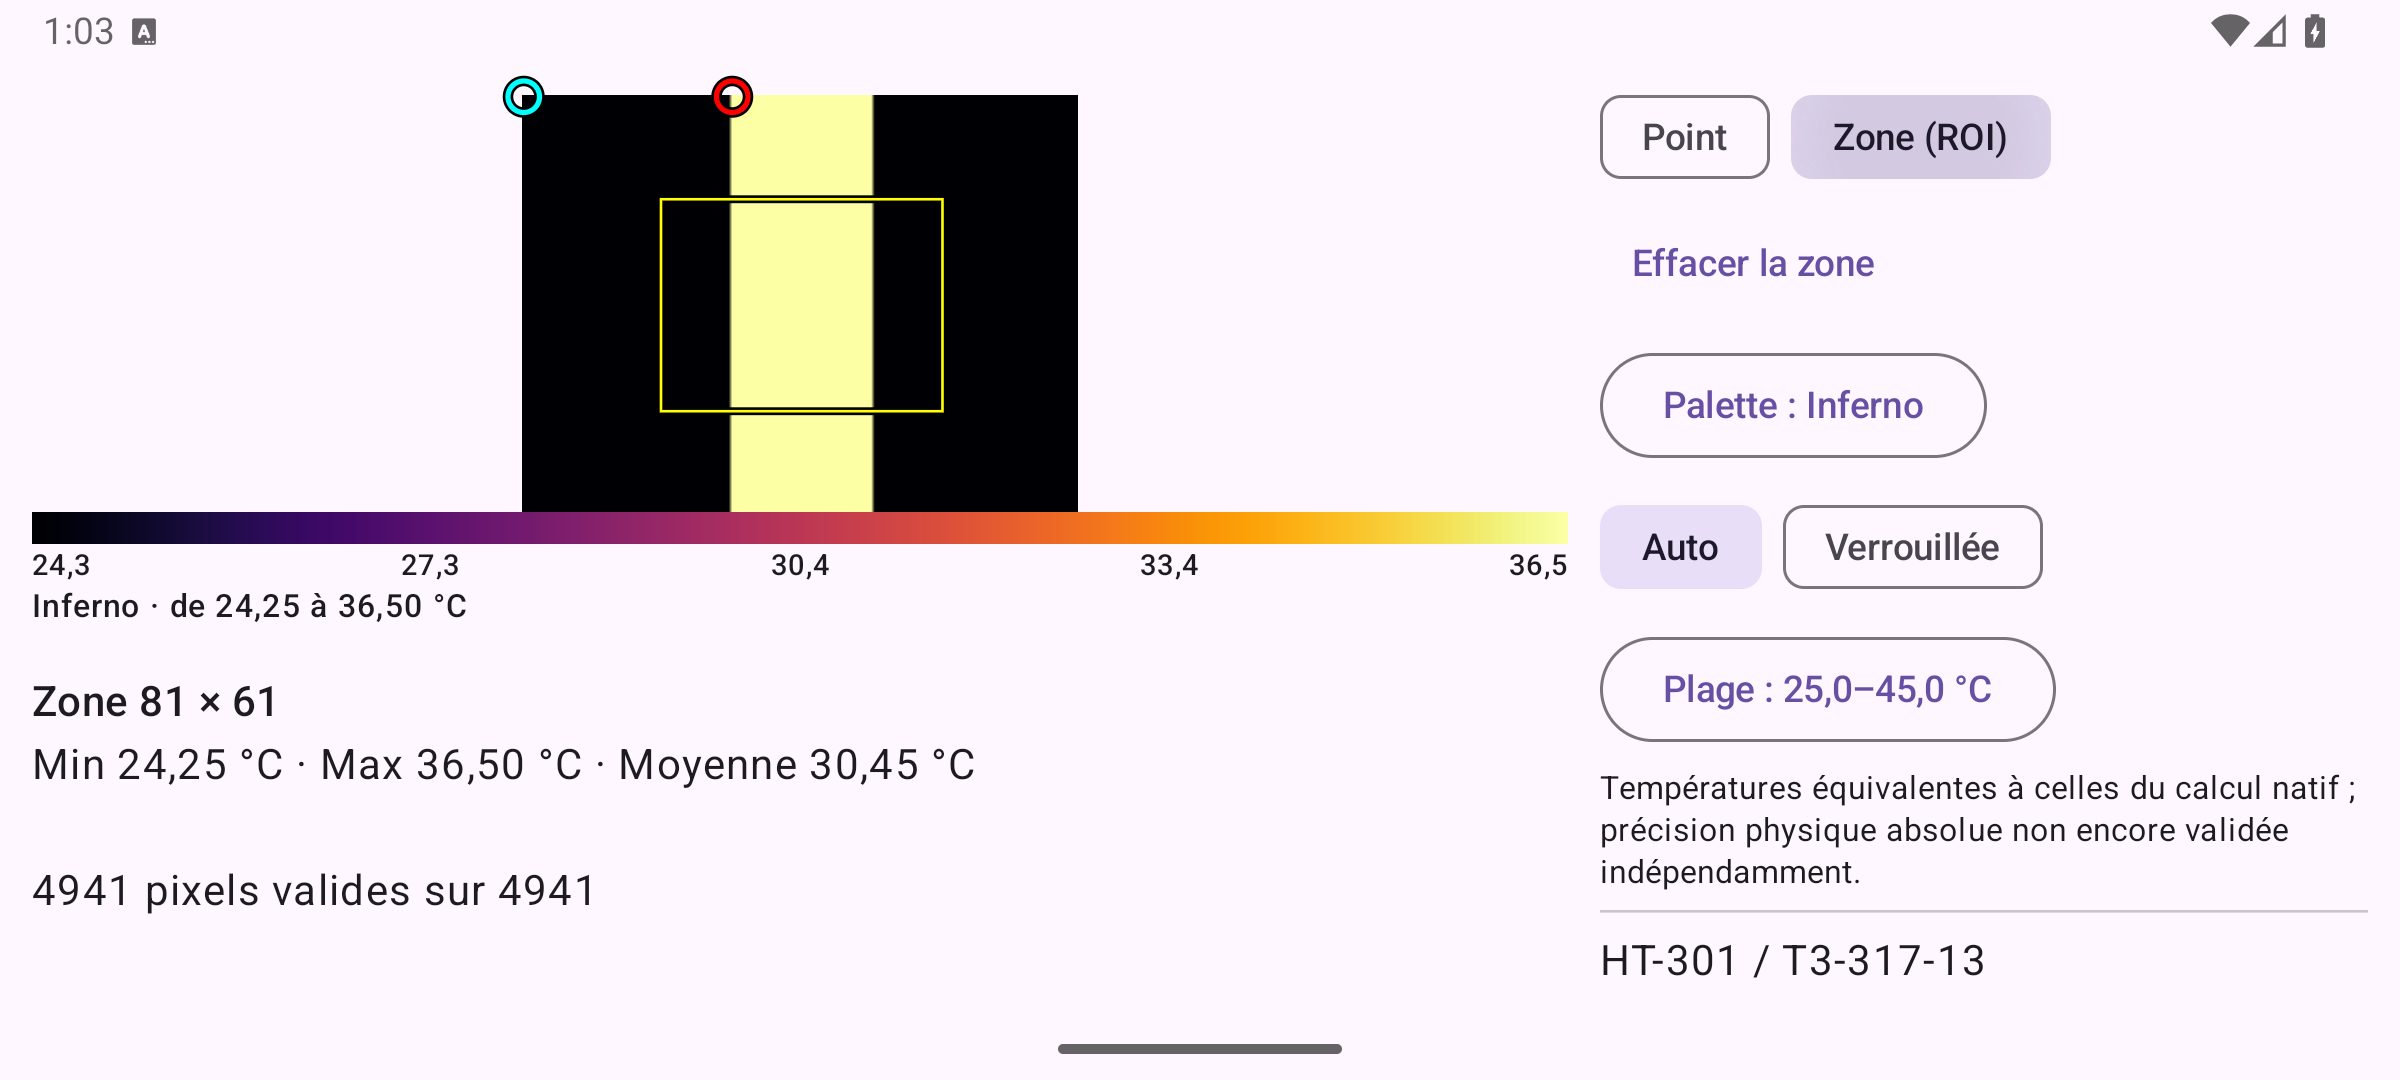 1:03
Point
Zone (ROI)
Effacer la zone
Palette : Inferno
24,3 27,3 30,4 33,4 36,5
Inferno · de 24,25 à 36,50 °C
Auto
Verrouillée
Zone 81 × 61
Min 24,25 °C · Max 36,50 °C · Moyenne 30,45 °C
4941 pixels valides sur 4941
Plage : 25,0–45,0 °C
Températures équivalentes à celles du calcul natif ;
précision physique absolue non encore validée
indépendamment.
HT-301 / T3-317-13